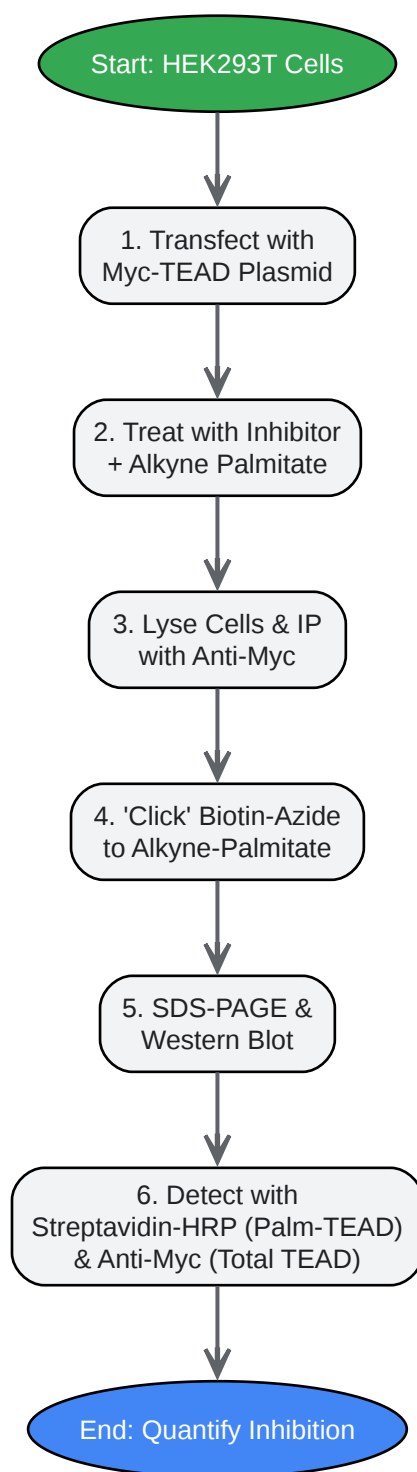 Start: HEK293T Cells
1. Transfect with
Myc-TEAD Plasmid
2. Treat with Inhibitor
+ Alkyne Palmitate
3. Lyse Cells & IP
with Anti-Myc
4. 'Click' Biotin-Azide
to Alkyne-Palmitate
5. SDS-PAGE &
Western Blot
6. Detect with
Streptavidin-HRP (Palm-TEAD)
& Anti-Myc (Total TEAD)
End: Quantify Inhibition